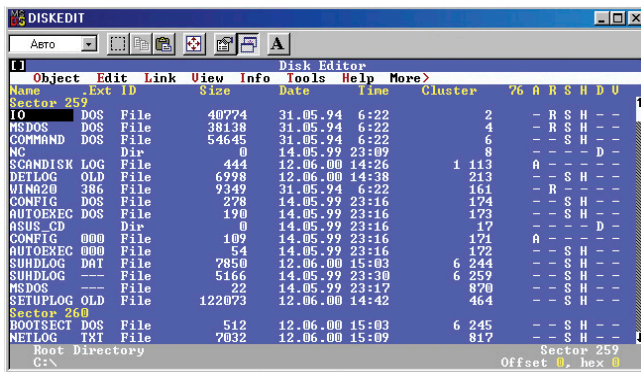 DISKEDIT
Авто A
Disk Editor
Object Edit Link View Info Tools Help More>
Name .Ext ID Size Date Time Cluster 76 A R S H D V
Sector 259
IO DOS File 40774 31.05.94 6:22 2 - R S H - -
MSDOS DOS File 38138 31.05.94 6:22 4 - R S H - -
COMMAND DOS File 54645 31.05.94 6:22 6 - - S H - -
NC Dir 0 14.05.99 23:09 8 - - - - D -
SCANDISK LOG File 444 12.06.00 14:26 1 113 A - - - - -
DETLOG OLD File 6998 12.06.00 14:38 213 - - S H - -
WINA20 386 File 9349 31.05.94 6:22 161 - R - - - -
CONFIG DOS File 278 14.05.99 23:16 174 - - S H - -
AUTOEXEC DOS File 190 14.05.99 23:16 173 - - S H - -
ASUS_CD Dir 0 14.05.99 23:16 17 - - - - D -
CONFIG 000 File 109 14.05.99 23:16 171 A - - - - -
AUTOEXEC 000 File 54 14.05.99 23:16 172 - - S H - -
SUHDLOG DAT File 7850 12.06.00 15:03 6 244 - - S H - -
SUHDLOG --- File 5166 14.05.99 23:30 6 259 - - S H - -
MSDOS --- File 22 14.05.99 23:17 870 - - S H - -
SETUPLOG OLD File 122073 12.06.00 14:42 464 - - S H - -
Sector 260
BOOTSECT DOS File 512 12.06.00 15:03 6 245 - - S H - -
NETLOG TXT File 7032 12.06.00 15:09 817 - - S H - -
Root Directory Sector 259
C:\ Offset 0, hex 0